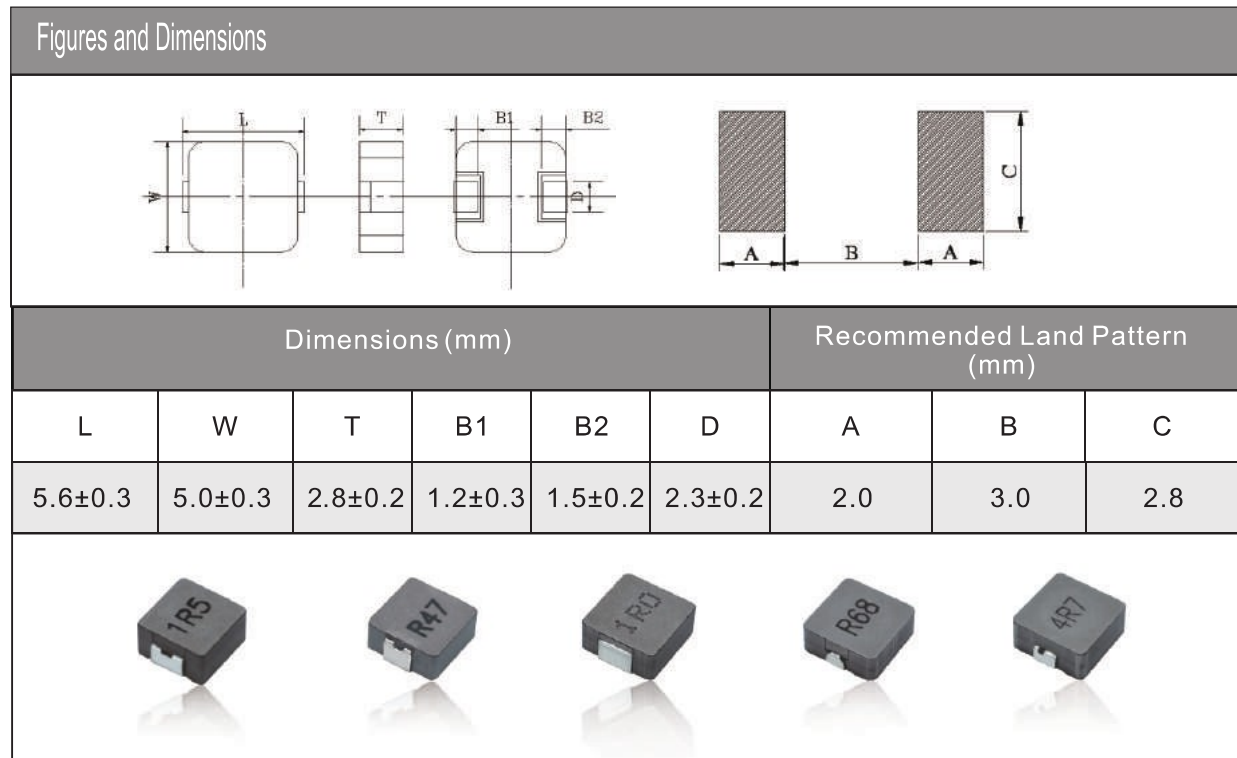 Figures and Dimensions
L T B1 B2
W D C
A B A
Dimensions (mm) Recommended Land Pattern
(mm)
L W T B1 B2 D A B C
5.6±0.3 5.0±0.3 2.8±0.2 1.2±0.3 1.5±0.2 2.3±0.2 2.0 3.0 2.8
1R5 R47 1R0 R68 4R7